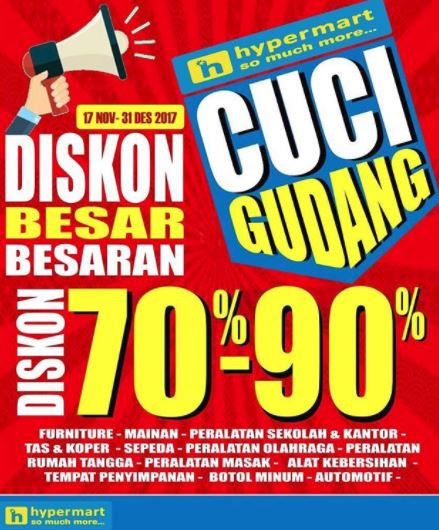 hypermart
so much more...
CUCI
GUDANG
17 NOV- 31 DES 2017
DISKON
BESAR
BESARAN
DISKON
70%-90%
FURNITURE - MAINAN - PERALATAN SEKOLAH & KANTOR -
TAS & KOPER - SEPEDA - PERALATAN OLAHRAGA - PERALATAN
RUMAH TANGGA - PERALATAN MASAK - ALAT KEBERSIHAN -
TEMPAT PENYIMPANAN - BOTOL MINUM - AUTOMOTIF -
hypermart
so much more...